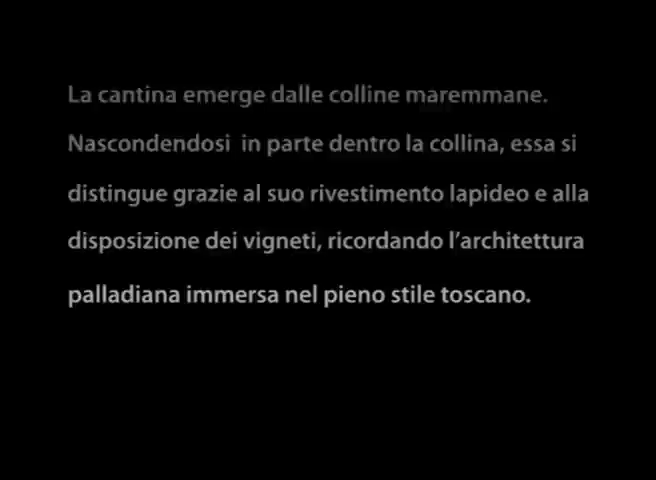 La cantina emerge dalle colline maremmane.
Nascondendosi  in parte dentro la collina, essa si
distingue grazie al suo rivestimento lapideo e alla
disposizione dei vigneti, ricordando l’architettura
palladiana immersa nel pieno stile toscano.